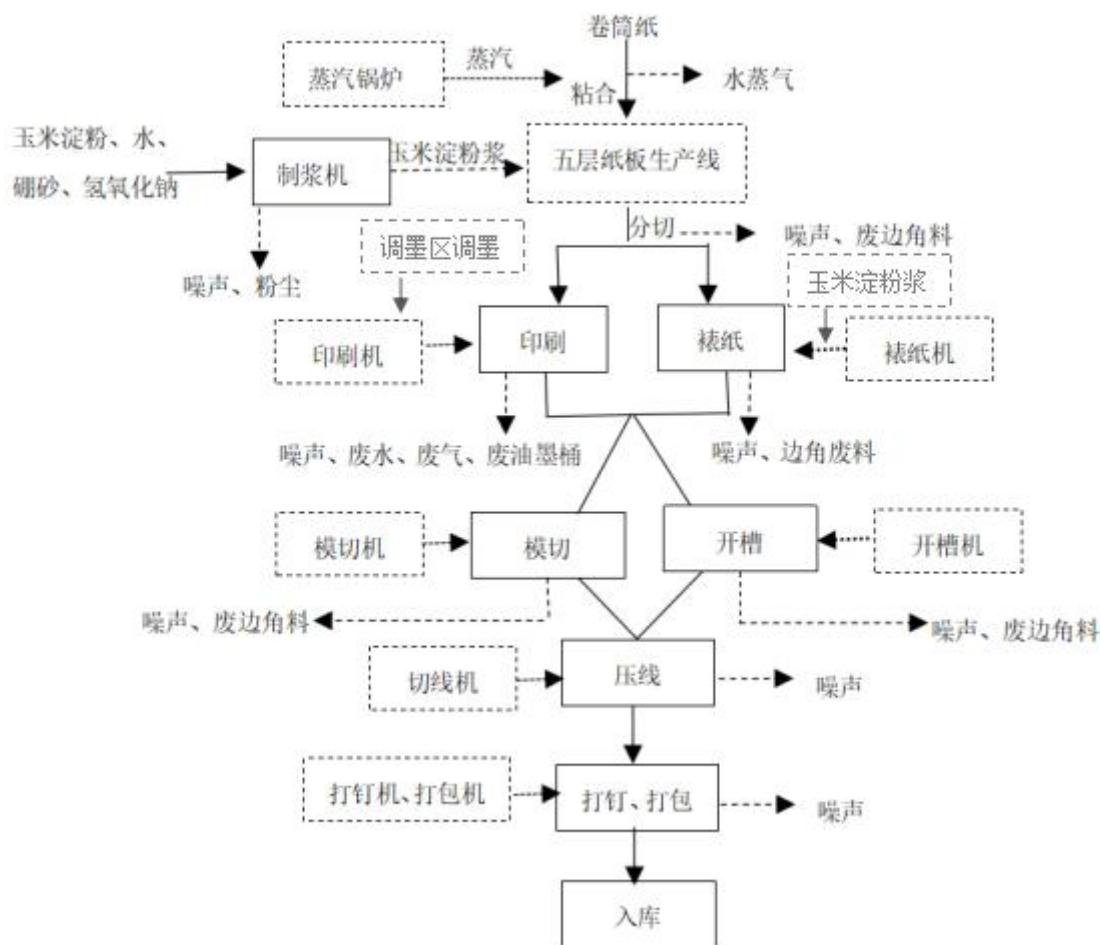 卷筒纸
蒸汽锅炉
蒸汽
水蒸气
粘合
玉米淀粉、水、
硼砂、氢氧化钠
制浆机
玉米淀粉浆
五层纸板生产线
分切
噪声、废边角料
噪声、粉尘
调墨区调墨
玉米淀粉浆
印刷机
印刷
裱纸
裱纸机
噪声、废水、废气、废油墨桶
噪声、边角废料
模切机
模切
开槽
开槽机
噪声、废边角料
噪声、废边角料
切线机
压线
噪声
打钉机、打包机
打钉、打包
噪声
入库